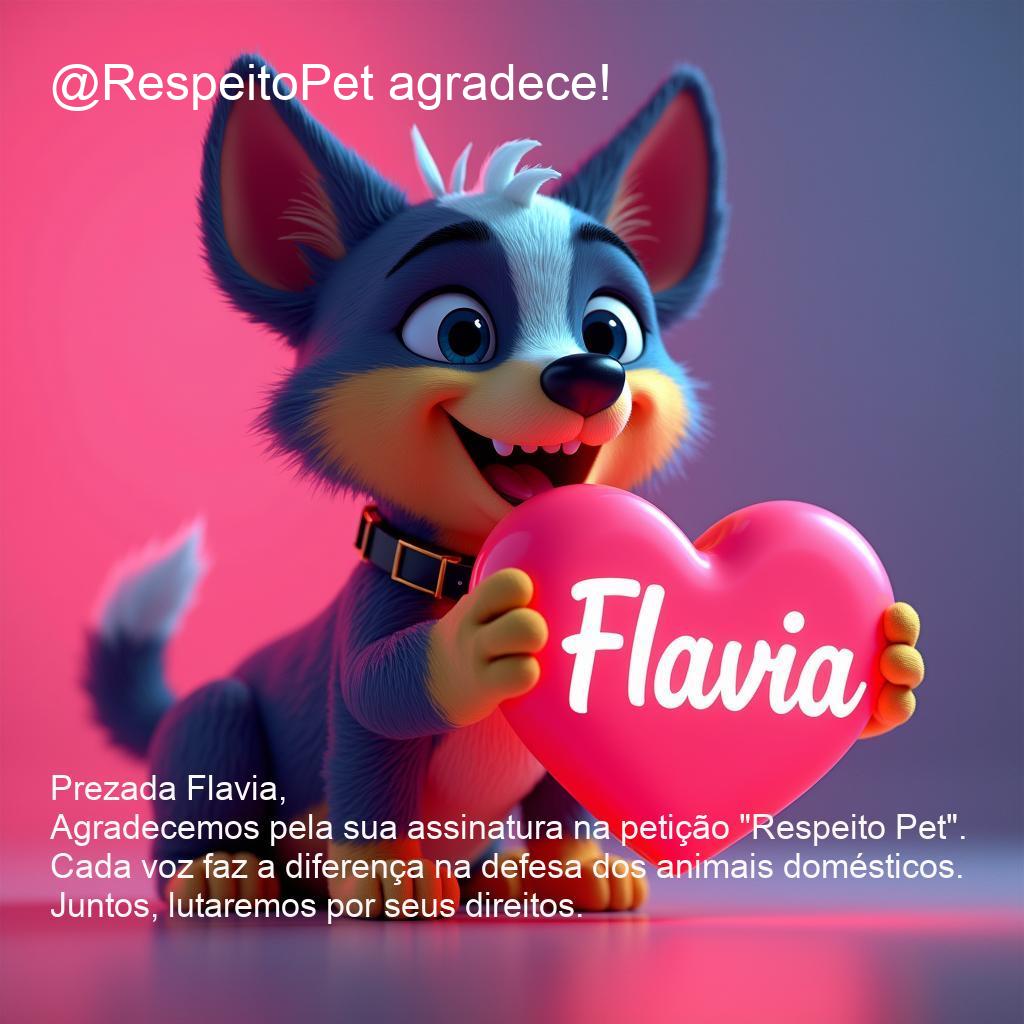 @RespeitoPet agradece!
Flavia
Prezada Flavia,
Agradecemos pela sua assinatura na petição "Respeito Pet".
Cada voz faz a diferença na defesa dos animais domésticos.
Juntos, lutaremos por seus direitos.